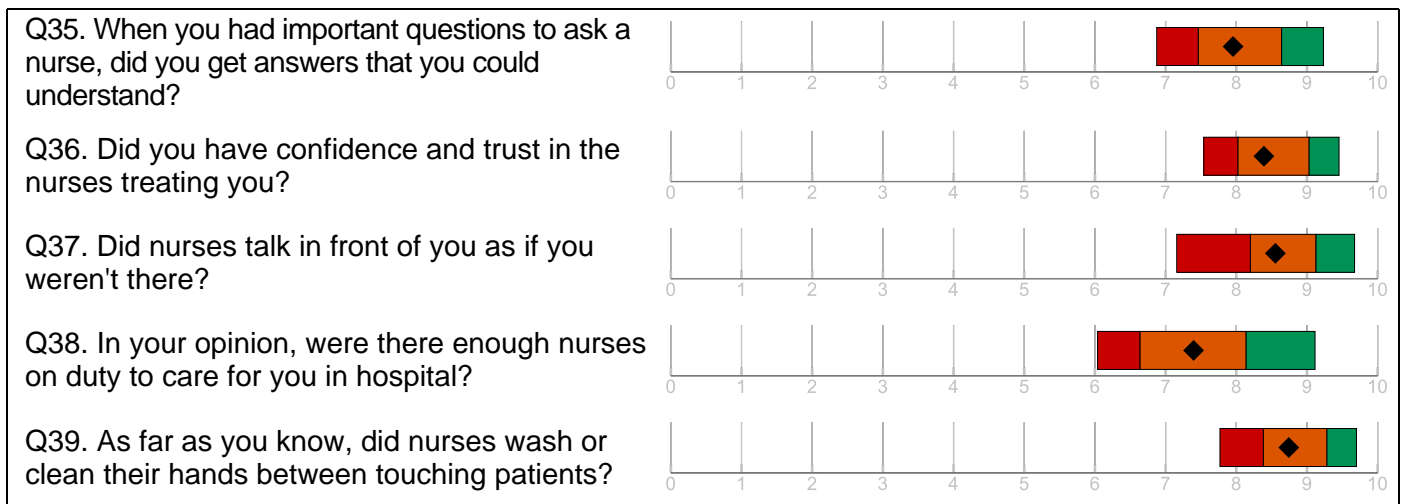 Q35. When you had important questions to ask a
nurse, did you get answers that you could
understand?
0 1 2 3 4 5 6 7 8 9 10
Q36. Did you have confidence and trust in the
nurses treating you?
0 1 2 3 4 5 6 7 8 9 10
Q37. Did nurses talk in front of you as if you
weren't there?
0 1 2 3 4 5 6 7 8 9 10
Q38. In your opinion, were there enough nurses
on duty to care for you in hospital?
0 1 2 3 4 5 6 7 8 9 10
Q39. As far as you know, did nurses wash or
clean their hands between touching patients?
0 1 2 3 4 5 6 7 8 9 10